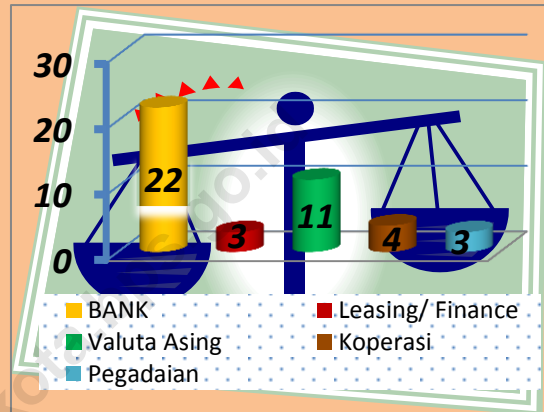 30
20
10
0
22
3
11
4
3
BANK
Leasing/ Finance
Valuta Asing
Koperasi
Pegadaian